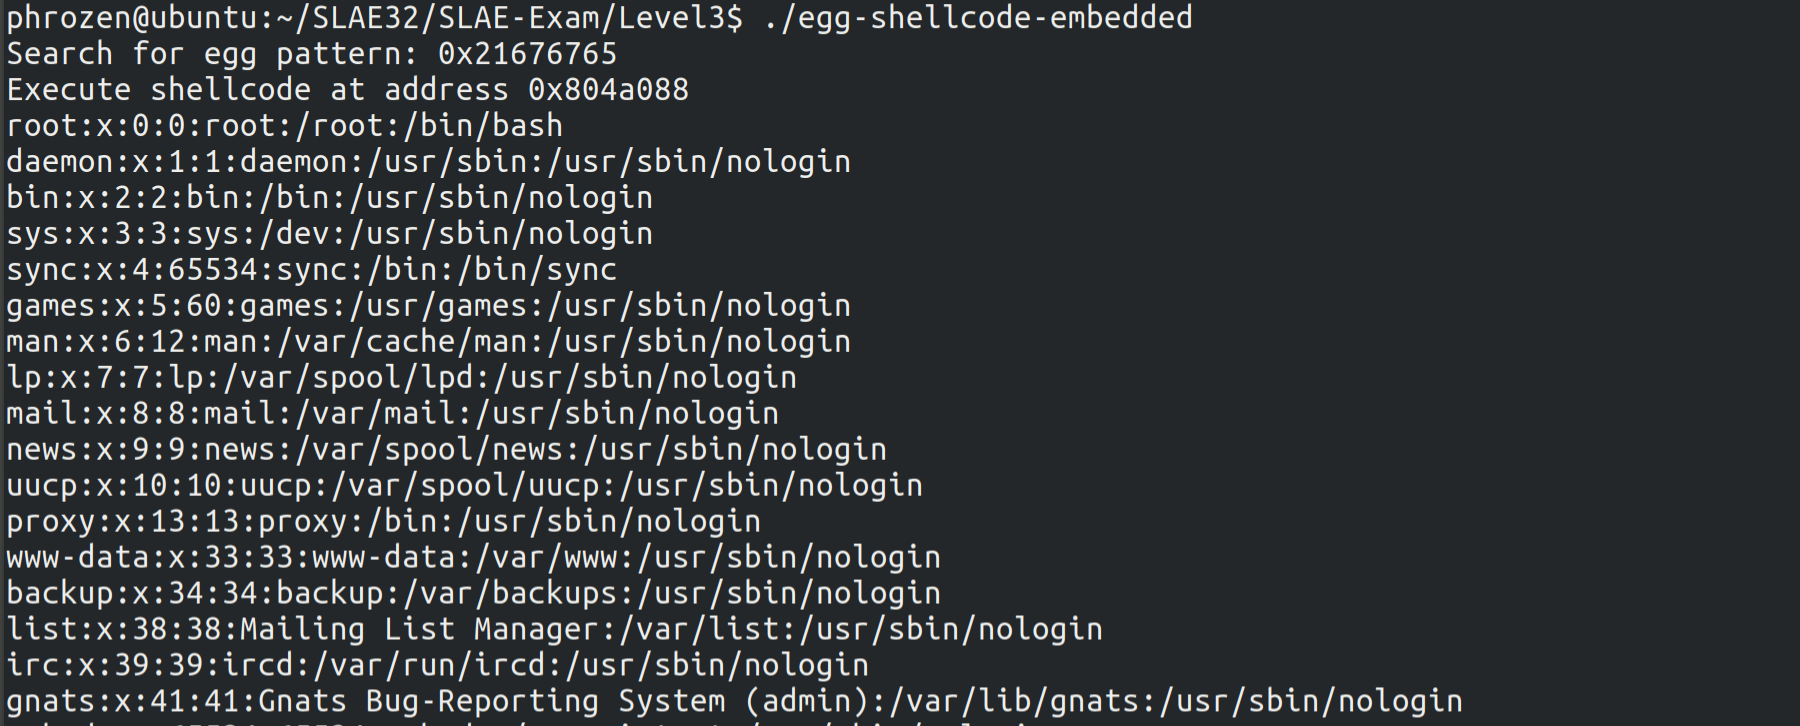 phrozen@ubuntu:~/SLAE32/SLAE-Exam/Level3$ ./egg-shellcode-embedded
Search for egg pattern: 0x21676765
Execute shellcode at address 0x804a088
root:x:0:0:root:/root:/bin/bash
daemon:x:1:1:daemon:/usr/sbin:/usr/sbin/nologin
bin:x:2:2:bin:/bin:/usr/sbin/nologin
sys:x:3:3:sys:/dev:/usr/sbin/nologin
sync:x:4:65534:sync:/bin:/bin/sync
games:x:5:60:games:/usr/games:/usr/sbin/nologin
man:x:6:12:man:/var/cache/man:/usr/sbin/nologin
lp:x:7:7:lp:/var/spool/lpd:/usr/sbin/nologin
mail:x:8:8:mail:/var/mail:/usr/sbin/nologin
news:x:9:9:news:/var/spool/news:/usr/sbin/nologin
uucp:x:10:10:uucp:/var/spool/uucp:/usr/sbin/nologin
proxy:x:13:13:proxy:/bin:/usr/sbin/nologin
www-data:x:33:33:www-data:/var/www:/usr/sbin/nologin
backup:x:34:34:backup:/var/backups:/usr/sbin/nologin
list:x:38:38:Mailing List Manager:/var/list:/usr/sbin/nologin
irc:x:39:39:ircd:/var/run/ircd:/usr/sbin/nologin
gnats:x:41:41:Gnats Bug-Reporting System (admin):/var/lib/gnats:/usr/sbin/nologin